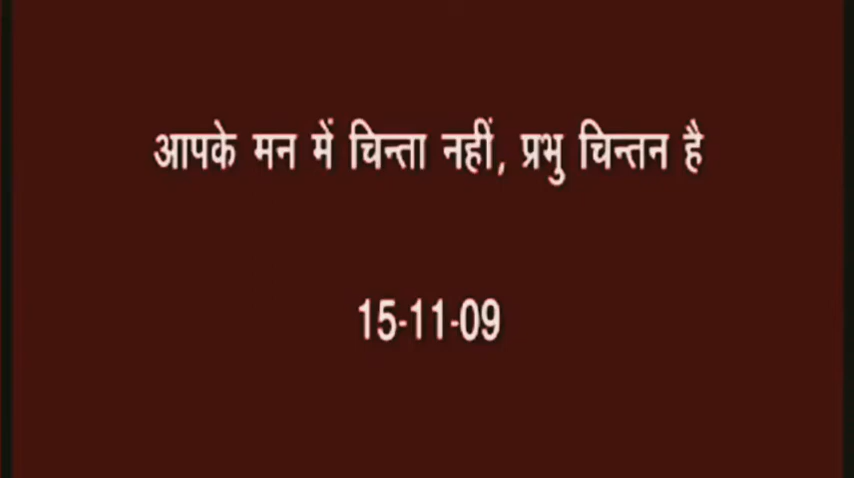 आपके मन में चिन्ता नहीं, प्रभु चिन्तन है
15-11-09